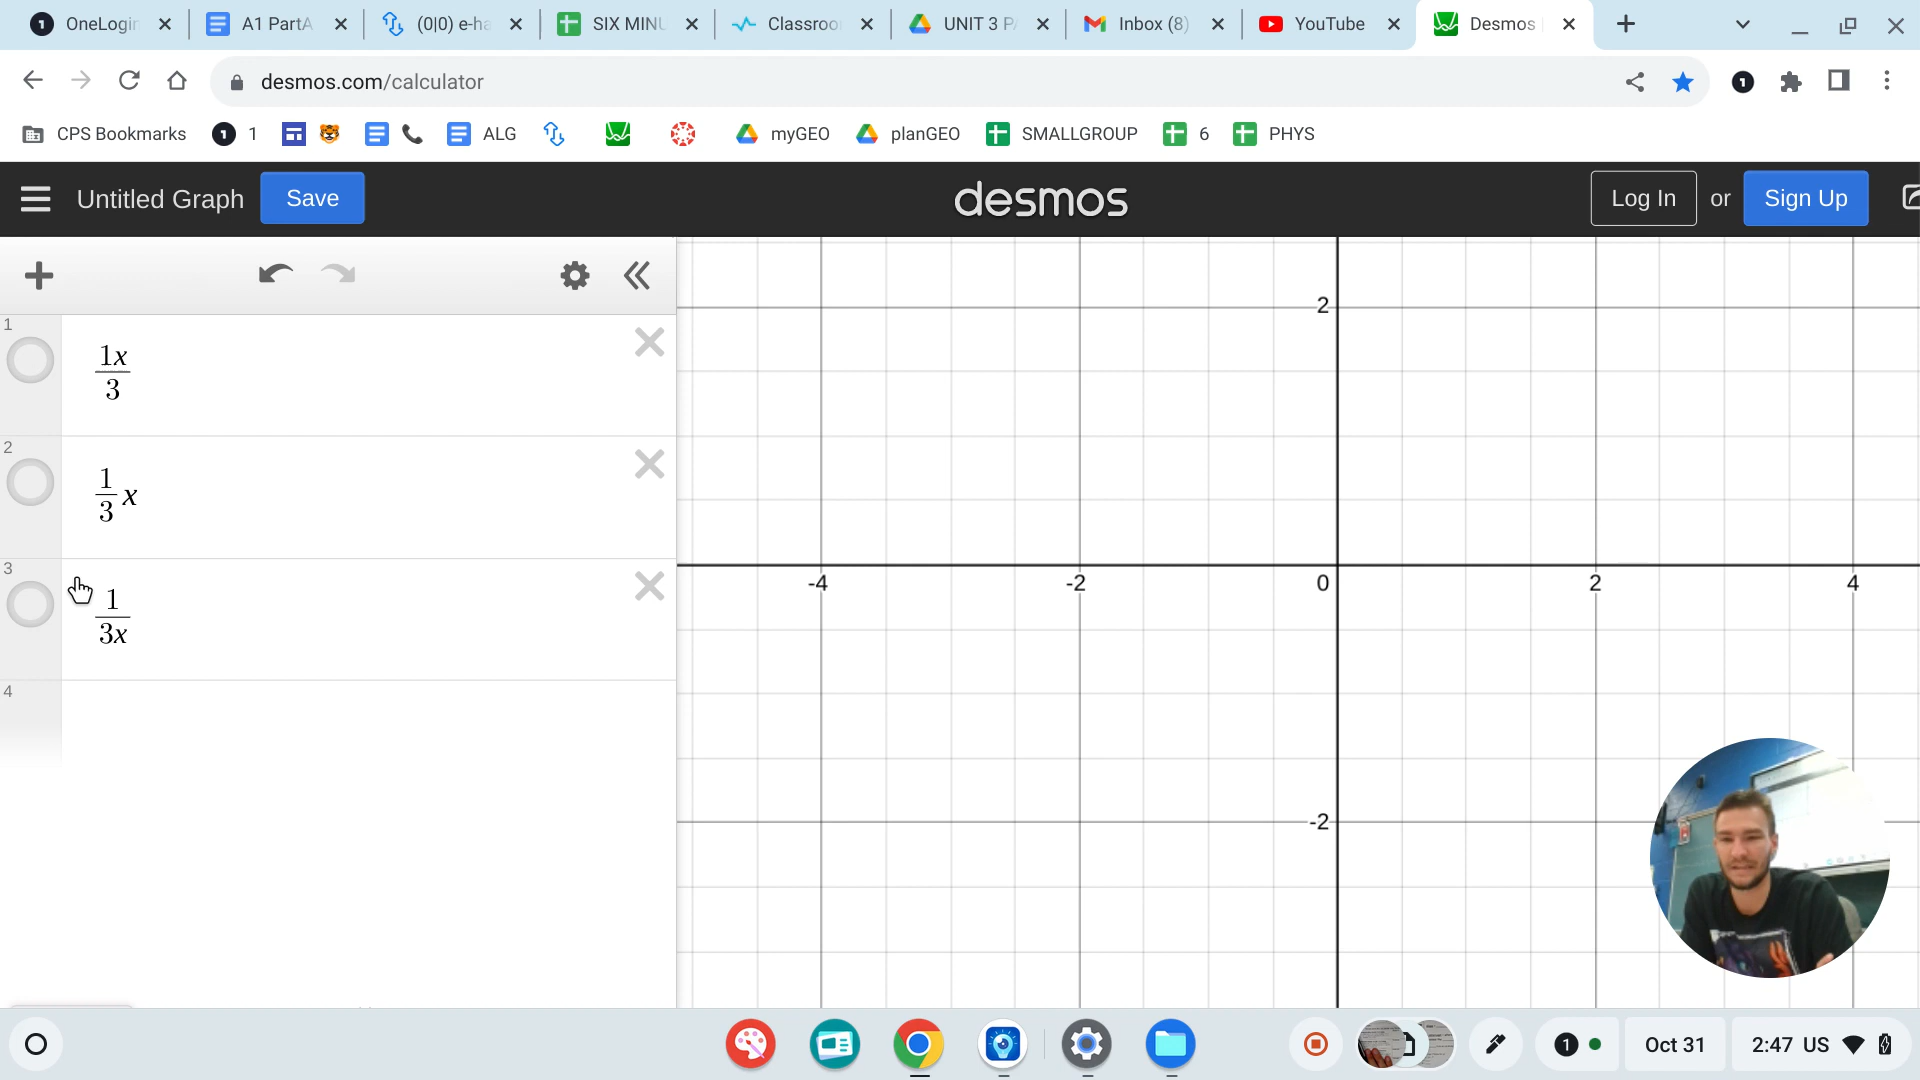 OneLogin
A1 PartA
(0|0) e-ha
SIX MINU
Classroo
UNIT 3 P
Inbox (8)
YouTube
Desmos
desmos.com/calculator
CPS Bookmarks
1
ALG
myGEO
planGEO
SMALLGROUP
6
PHYS
Untitled Graph
Save
desmos
Log In
or
Sign Up
1
1x
3
2
1
3
x
3
1
3x
4
2
-4
-2
0
2
4
-2
1
Oct 31
2:47 US